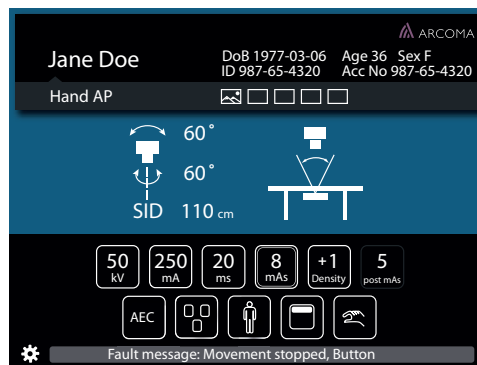 ARCOMA
Jane Doe
DoB 1977-03-06 Age 36 Sex F
ID 987-65-4320 Acc No 987-65-4320
Hand AP
60°
60°
SID 110 cm
50 kV
250 mA
20 ms
8 mAs
+1 Density
5 post mAs
AEC
Fault message: Movement stopped, Button